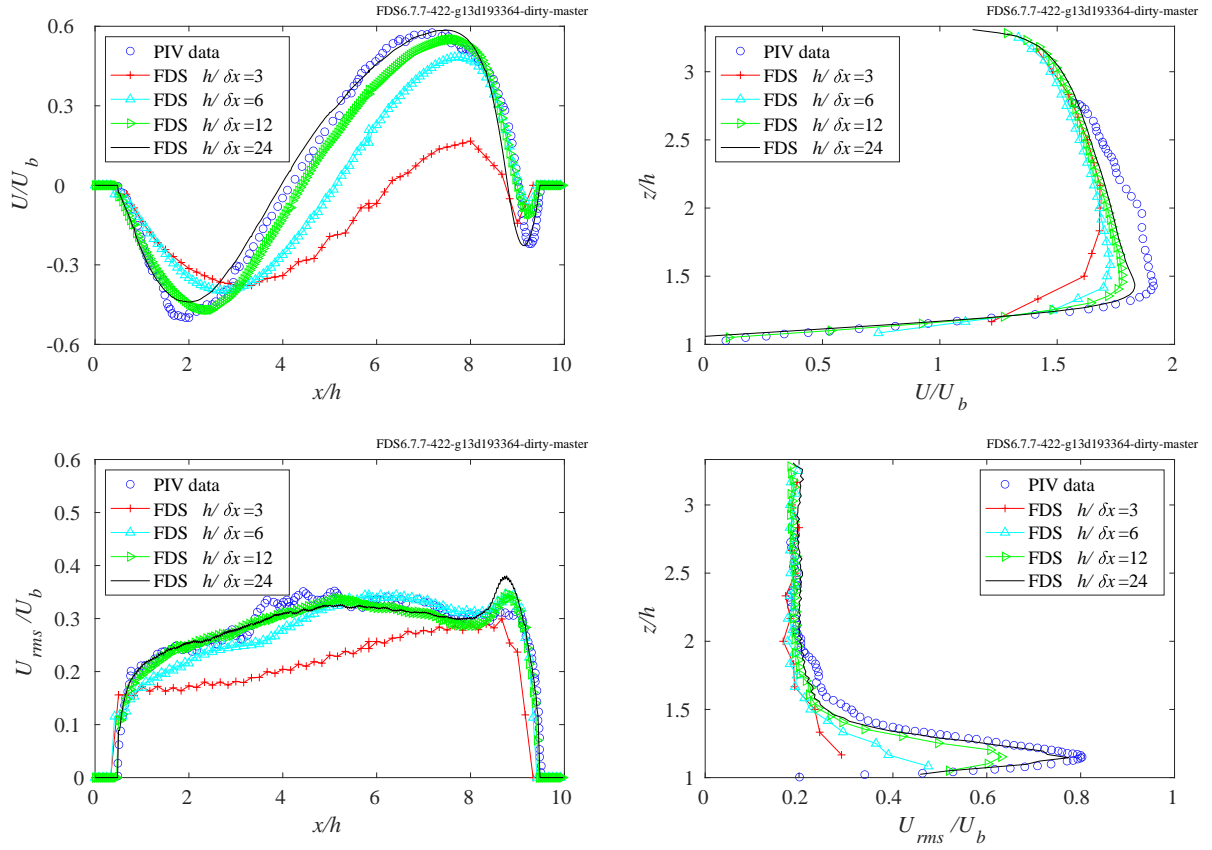 FDS6.7.7-422-g13d193364-dirty-master
0.6
0.3
0
-0.3
-0.6
U/U_b
PIV data
FDS h/ δx=3
FDS h/ δx=6
FDS h/ δx=12
FDS h/ δx=24
0 2 4 6 8 10
x/h
FDS6.7.7-422-g13d193364-dirty-master
3
2.5
2
1.5
1
z/h
PIV data
FDS h/ δx=3
FDS h/ δx=6
FDS h/ δx=12
FDS h/ δx=24
0 0.5 1 1.5 2
U/U_b
FDS6.7.7-422-g13d193364-dirty-master
0.6
0.5
0.4
0.3
0.2
0.1
0
U_rms /U_b
PIV data
FDS h/ δx=3
FDS h/ δx=6
FDS h/ δx=12
FDS h/ δx=24
0 2 4 6 8 10
x/h
FDS6.7.7-422-g13d193364-dirty-master
3
2.5
2
1.5
1
z/h
PIV data
FDS h/ δx=3
FDS h/ δx=6
FDS h/ δx=12
FDS h/ δx=24
0 0.2 0.4 0.6 0.8 1
U_rms /U_b